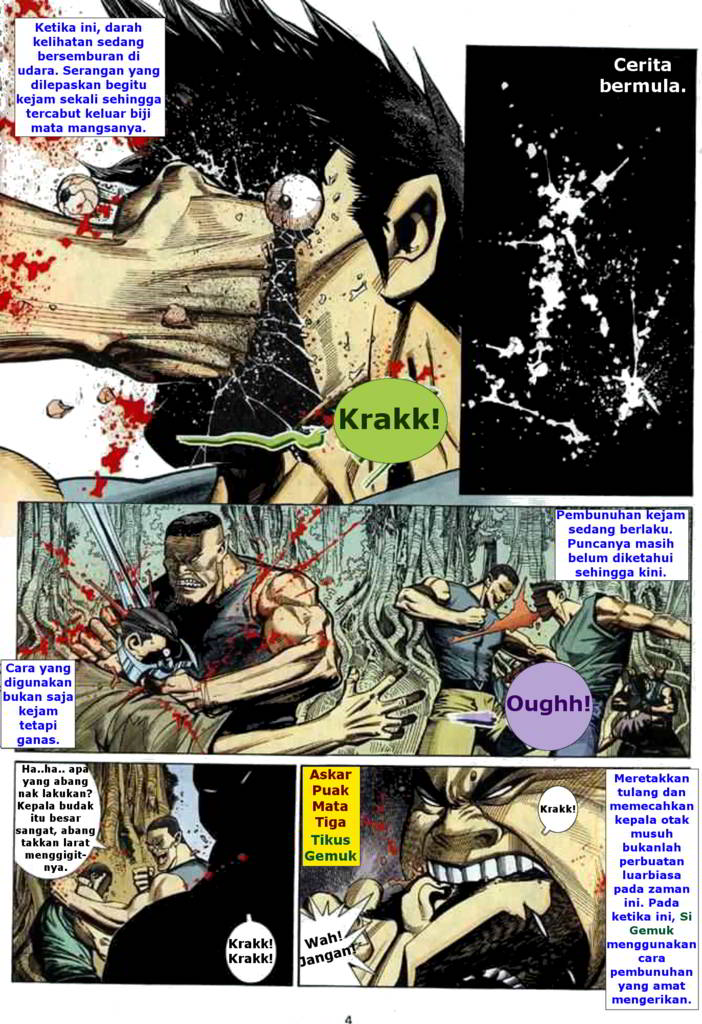 Ketika ini, darah
kelihatan sedang
bersemburan di
udara. Serangan yang
dilepaskan begitu
kejam sekali sehingga
tercabut keluar biji
mata mangsanya.
Cerita
bermula.
Krakk!
Pembunuhan kejam
sedang berlaku.
Puncanya masih
belum diketahui
sehingga kini.
Cara yang
digunakan
bukan saja
kejam
tetapi
ganas.
Oughh!
Ha..ha.. apa
yang abang
nak lakukan?
Kepala budak
itu besar
sangat, abang
takkan larat
menggigit-
nya.
Krakk!
Krakk!
Askar
Puak
Mata
Tiga
Tikus
Gemuk
Krakk!
Wah!
Jangan!
Meretakkan
tulang dan
memecahkan
kepala otak
musuh
bukanlah
perbuatan
luarbiasa
pada zaman
ini. Pada
ketika ini, Si
Gemuk
menggunakan
cara
pembunuhan
yang amat
mengerikan.
4